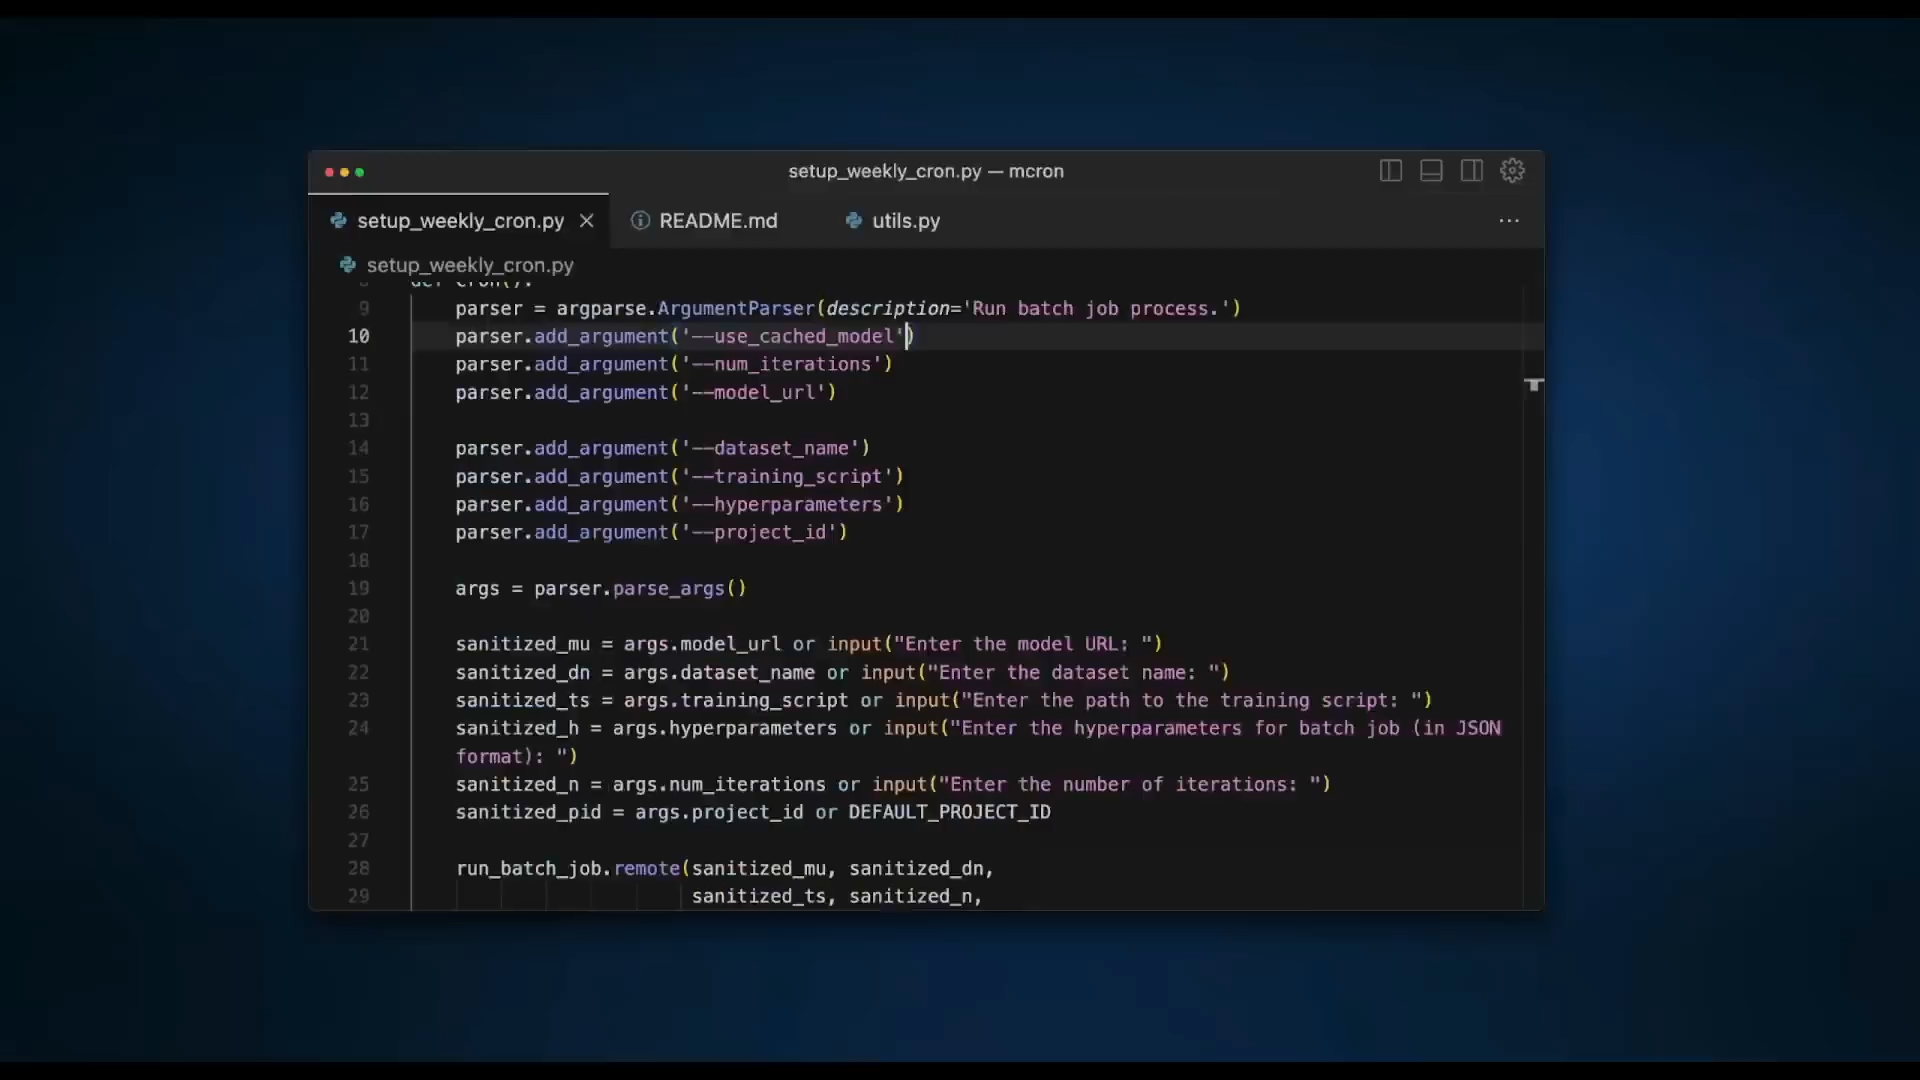 setup_weekly_cron.py — mcron
setup_weekly_cron.py README.md utils.py
setup_weekly_cron.py
8 def cron():
9 parser = argparse.ArgumentParser(description='Run batch job process.')
10 parser.add_argument('--use_cached_model')
11 parser.add_argument('--num_iterations')
12 parser.add_argument('--model_url')
13
14 parser.add_argument('--dataset_name')
15 parser.add_argument('--training_script')
16 parser.add_argument('--hyperparameters')
17 parser.add_argument('--project_id')
18
19 args = parser.parse_args()
20
21 sanitized_mu = args.model_url or input("Enter the model URL: ")
22 sanitized_dn = args.dataset_name or input("Enter the dataset name: ")
23 sanitized_ts = args.training_script or input("Enter the path to the training script: ")
24 sanitized_h = args.hyperparameters or input("Enter the hyperparameters for batch job (in JSON
format): ")
25 sanitized_n = args.num_iterations or input("Enter the number of iterations: ")
26 sanitized_pid = args.project_id or DEFAULT_PROJECT_ID
27
28 run_batch_job.remote(sanitized_mu, sanitized_dn,
29 sanitized_ts, sanitized_n,